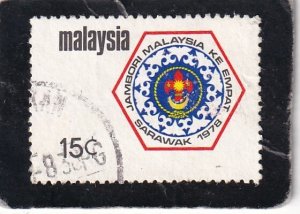 malaysia
JAMBORI MALAYSIA KE EMPAT
SARAWAK 1978
15¢